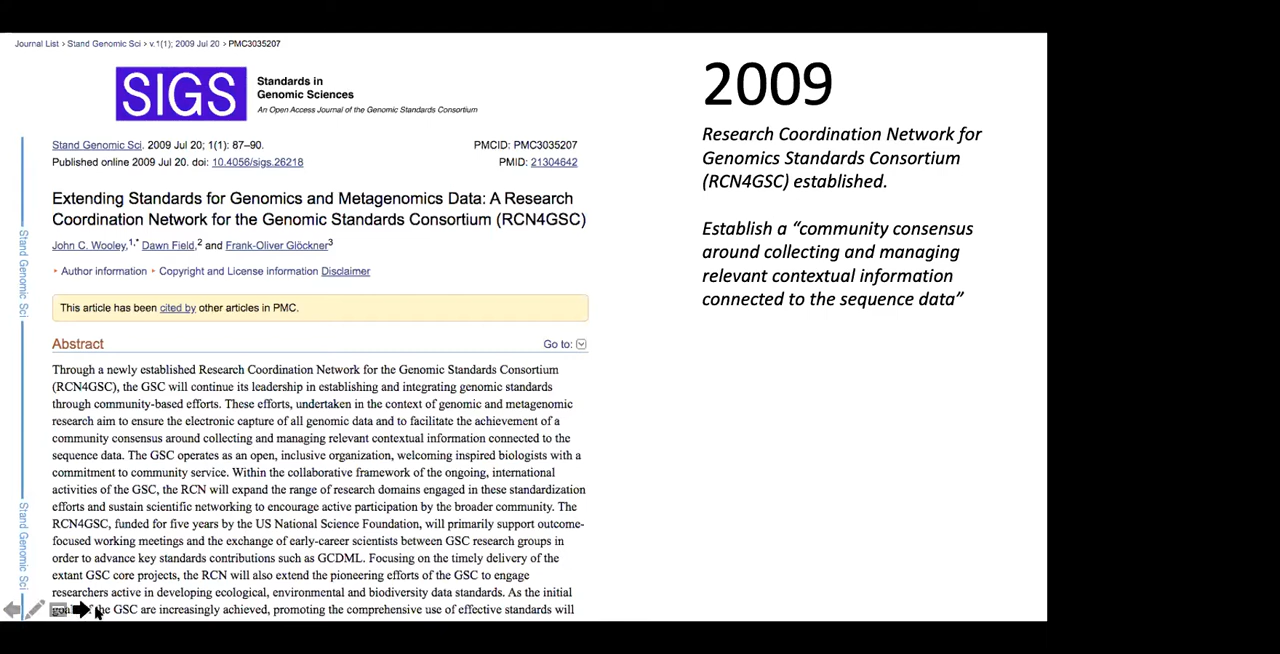 Journal List > Stand Genomic Sci > v.1(1); 2009 Jul 20 > PMC3035207
SIGS
Standards in
Genomic Sciences
An Open Access Journal of the Genomic Standards Consortium
Stand Genomic Sci. 2009 Jul 20; 1(1): 87–90.
PMCID: PMC3035207
Published online 2009 Jul 20. doi: 10.4056/sigs.26218
PMID: 21304642
Extending Standards for Genomics and Metagenomics Data: A Research
Coordination Network for the Genomic Standards Consortium (RCN4GSC)
John C. Wooley,1,* Dawn Field,2 and Frank-Oliver Glöckner3
Author information
Copyright and License information Disclaimer
This article has been cited by other articles in PMC.
Abstract
Go to:
Through a newly established Research Coordination Network for the Genomic Standards Consortium
(RCN4GSC), the GSC will continue its leadership in establishing and integrating genomic standards
through community-based efforts. These efforts, undertaken in the context of genomic and metagenomic
research aim to ensure the electronic capture of all genomic data and to facilitate the achievement of a
community consensus around collecting and managing relevant contextual information connected to the
sequence data. The GSC operates as an open, inclusive organization, welcoming inspired biologists with a
commitment to community service. Within the collaborative framework of the ongoing, international
activities of the GSC, the RCN will expand the range of research domains engaged in these standardization
efforts and sustain scientific networking to encourage active participation by the broader community. The
RCN4GSC, funded for five years by the US National Science Foundation, will primarily support outcome-
focused working meetings and the exchange of early-career scientists between GSC research groups in
order to advance key standards contributions such as GCDML. Focusing on the timely delivery of the
extant GSC core projects, the RCN will also extend the pioneering efforts of the GSC to engage
researchers active in developing ecological, environmental and biodiversity data standards. As the initial
the GSC are increasingly achieved, promoting the comprehensive use of effective standards will
Stand Genomic Sci
Stand Genomic Sci
2009
Research Coordination Network for
Genomics Standards Consortium
(RCN4GSC) established.
Establish a “community consensus
around collecting and managing
relevant contextual information
connected to the sequence data”